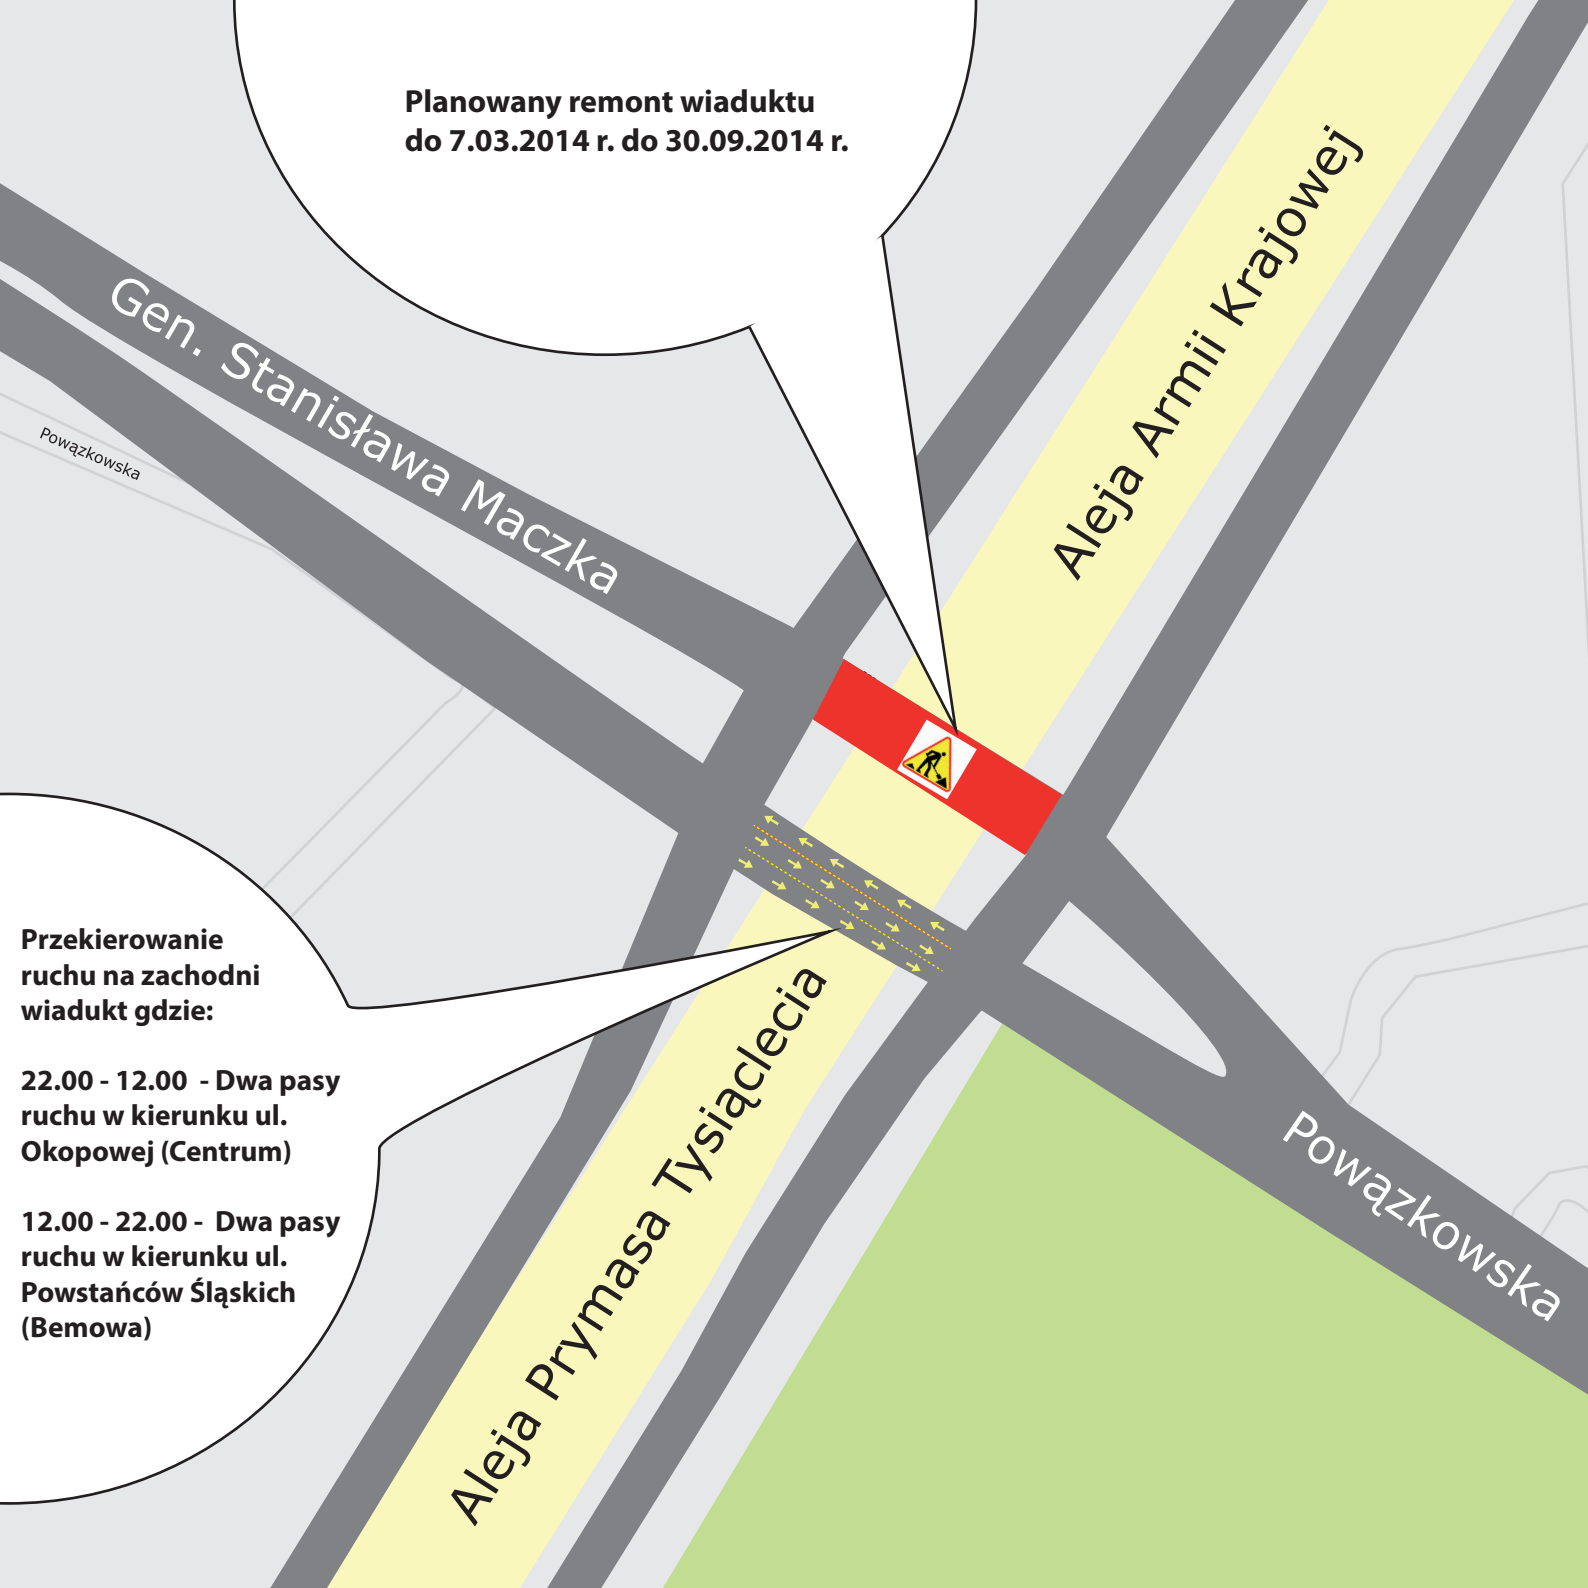 Planowany remont wiaduktu
do 7.03.2014 r. do 30.09.2014 r.
Aleja Armii Krajowej
Gen. Stanisława Maczka
Powązkowska
Przekierowanie
ruchu na zachodni
wiadukt gdzie:
22.00 - 12.00 - Dwa pasy
ruchu w kierunku ul.
Okopowej (Centrum)
12.00 - 22.00 - Dwa pasy
ruchu w kierunku ul.
Powstańców Śląskich
(Bemowa)
Aleja Prymasa Tysiąclecia
Powązkowska